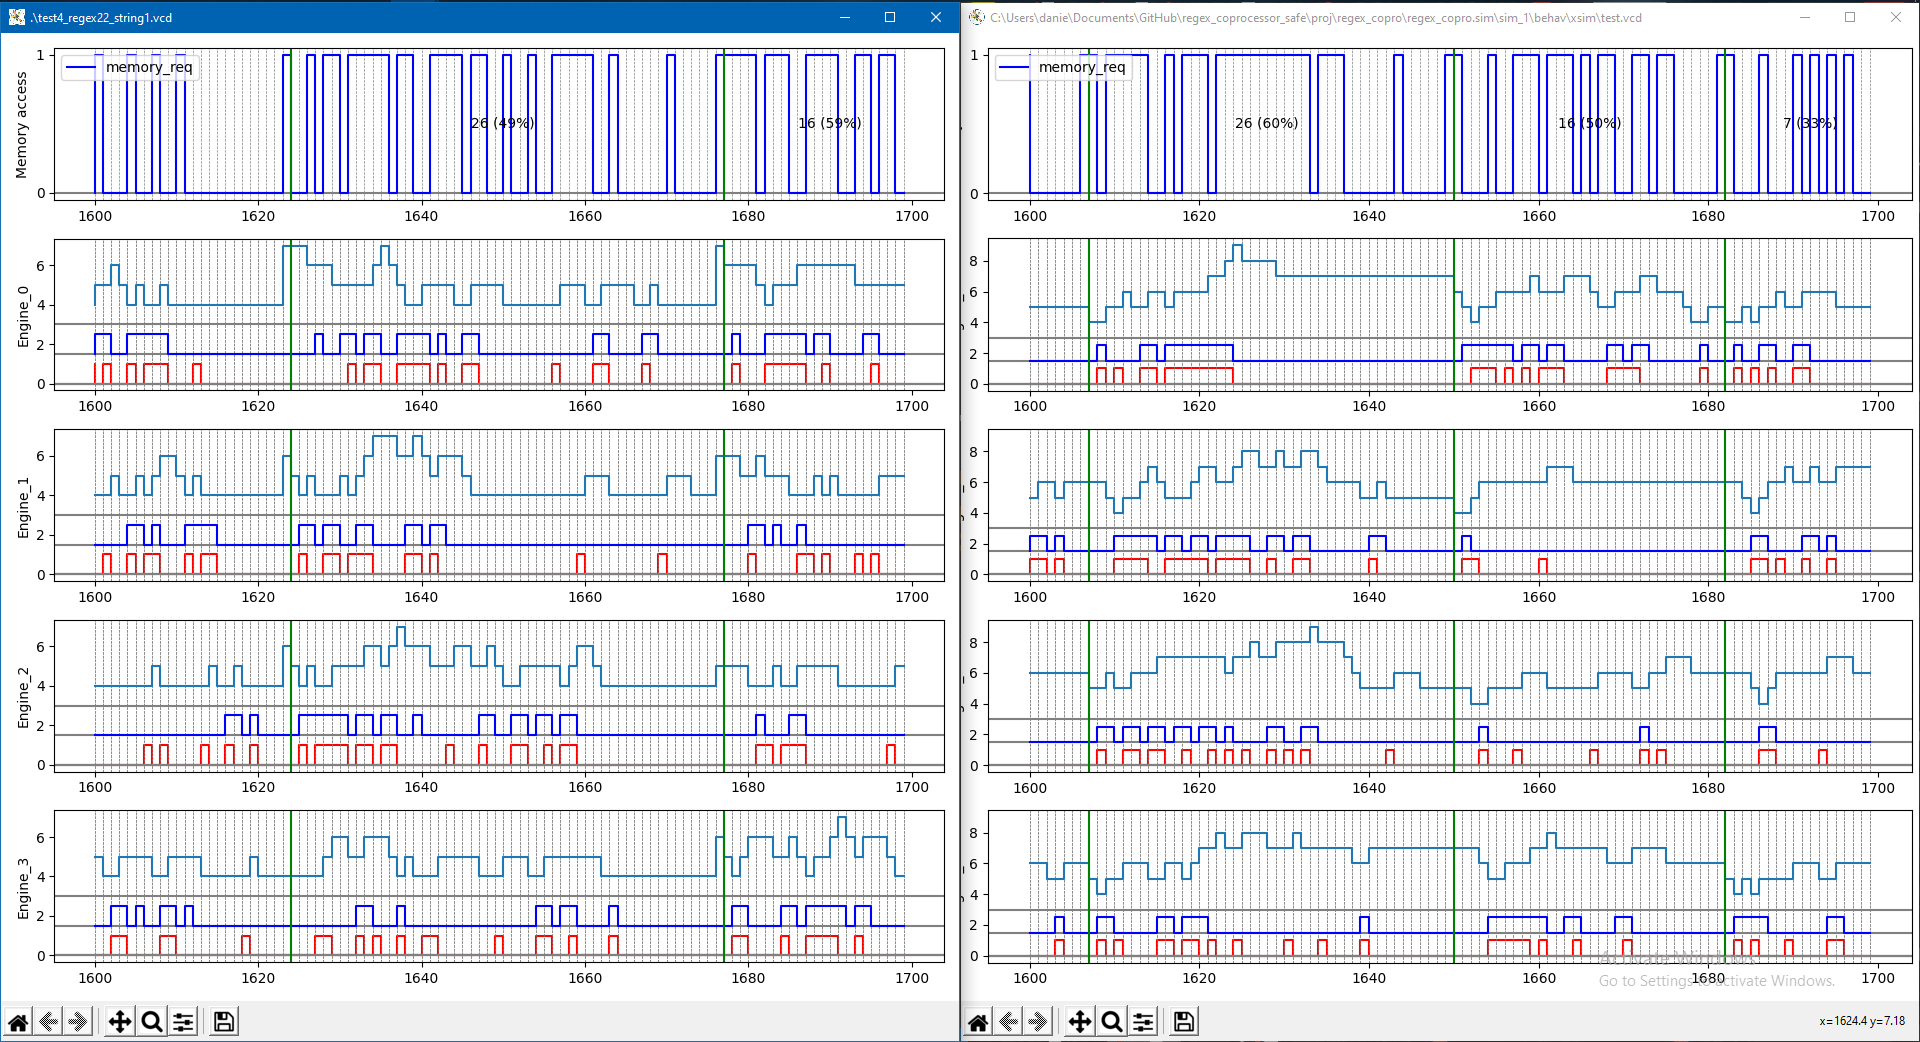 .\test4_regex22_string1.vcd
1
memory_req
Memory access
26 (49%)
16 (59%)
0
1600 1620 1640 1660 1680 1700
Engine_0
6
4
2
0
1600 1620 1640 1660 1680 1700
Engine_1
6
4
2
0
1600 1620 1640 1660 1680 1700
Engine_2
6
4
2
0
1600 1620 1640 1660 1680 1700
Engine_3
6
4
2
0
1600 1620 1640 1660 1680 1700
C:\Users\danie\Documents\GitHub\regex_coprocessor_safe\proj\regex_copro\regex_copro.sim\sim_1\behav\xsim\test.vcd
1
memory_req
26 (60%)
16 (50%)
7 (33%)
0
1600 1620 1640 1660 1680 1700
8
6
4
2
0
1600 1620 1640 1660 1680 1700
8
6
4
2
0
1600 1620 1640 1660 1680 1700
8
6
4
2
0
1600 1620 1640 1660 1680 1700
8
6
4
2
0
1600 1620 1640 1660 1680 1700
Activate Windows
Go to Settings to activate Windows.
x=1624.4 y=7.18